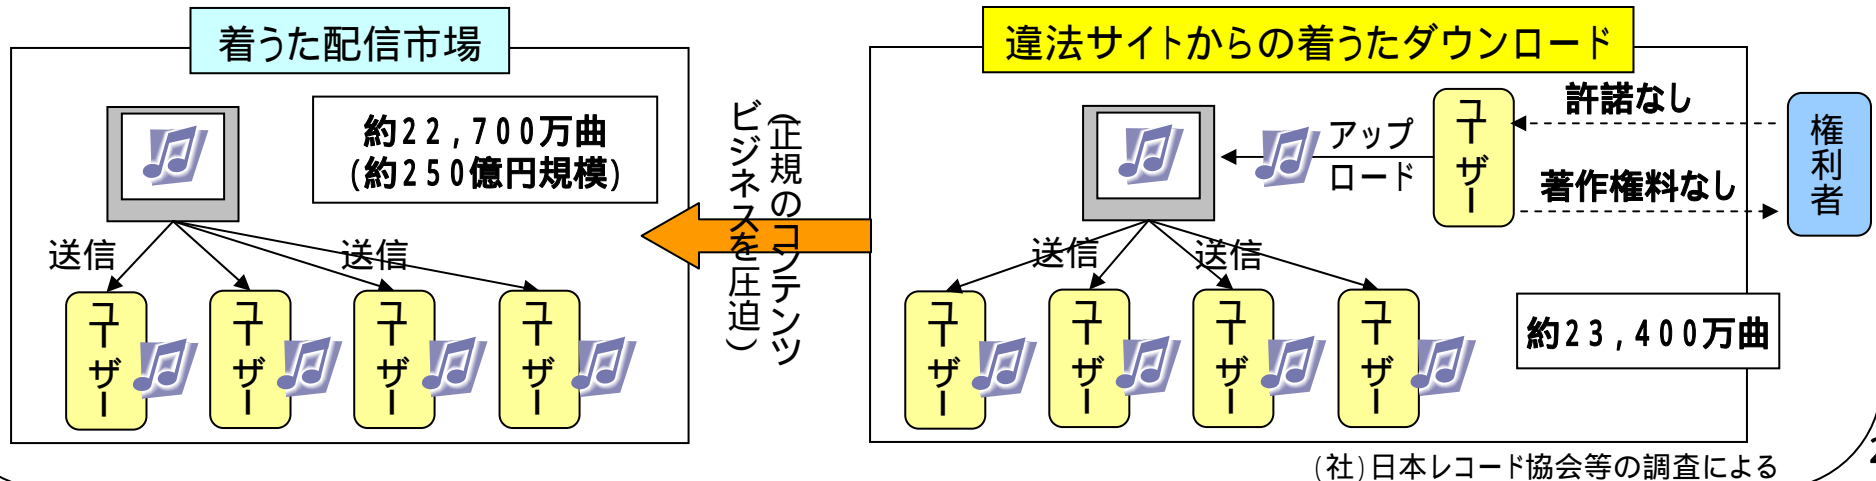 着うた配信市場
約22,700万曲
(約250億円規模)
送信
送信
ユーザー
ユーザー
ユーザー
ユーザー
(正規のコンテンツ
ビジネスを圧迫)
違法サイトからの着うたダウンロード
アップ
ロード
ユーザー
許諾なし
著作権料なし
権利者
送信
送信
ユーザー
ユーザー
ユーザー
ユーザー
約23,400万曲
(社)日本レコード協会等の調査による